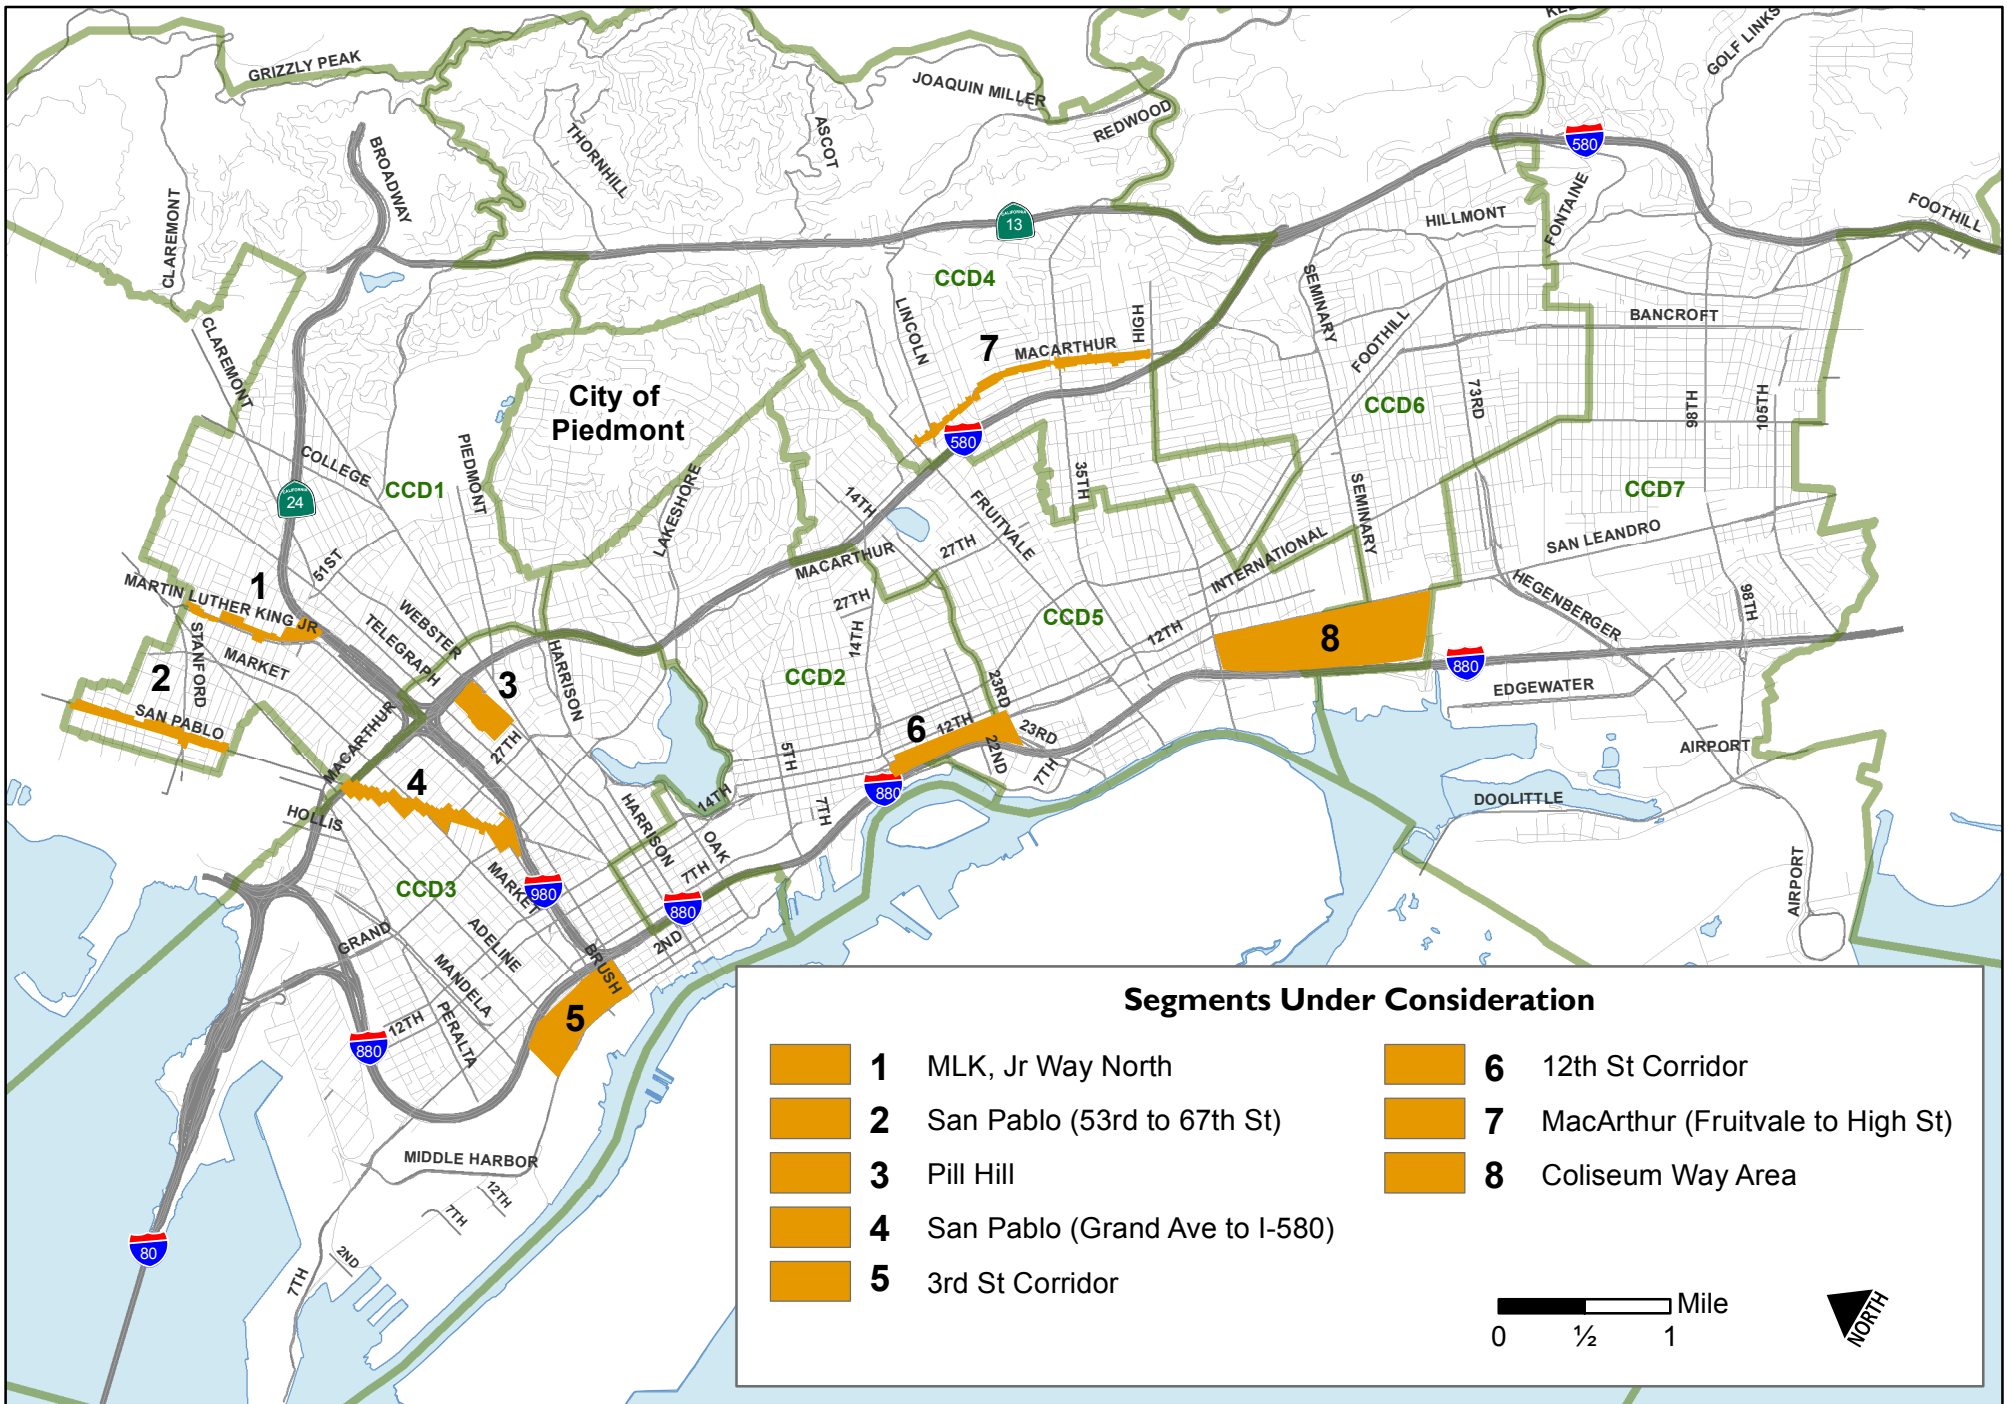 GRIZZLY PEAK
BROADWAY
THORNHILL
ASCOT
JOAQUIN MILLER
REDWOOD
GOLF LINKS
580
CLAREMONT
13
HILLMONT
FONTAINE
FOOTHILL
CCD4
SEMINARY
CLAREMONT
LINCOLN
7
MACARTHUR
HIGH
FOOTHILL
BANCROFT
City of
Piedmont
CCD6
73RD
98TH
105TH
580
COLLEGE
CCD1
PIEDMONT
24
LAKESHORE
14TH
FRUITVALE
35TH
SEMINARY
CCD7
51ST
MACARTHUR
27TH
INTERNATIONAL
SAN LEANDRO
1
MARTIN LUTHER KING JR
WEBSTER
TELEGRAPH
27TH
14TH
CCD5
12TH
HEGENBERGER
98TH
8
880
2
STANFORD
MARKET
SAN PABLO
HARRISON
3
CCD2
23RD
EDGEWATER
MACARTHUR
27TH
5TH
6
12TH
23RD
22ND
7TH
AIRPORT
4
880
HOLLIS
14TH
7TH
DOOLITTLE
HARRISON
OAK
7TH
CCD3
MARKET
980
880
AIRPORT
GRAND
ADELINE
2ND
BRUSH
MANDELA
PERALTA
12TH
880
5
MIDDLE HARBOR
12TH
7TH
80
2ND
7TH
Segments Under Consideration
1 MLK, Jr Way North
2 San Pablo (53rd to 67th St)
3 Pill Hill
4 San Pablo (Grand Ave to I-580)
5 3rd St Corridor
6 12th St Corridor
7 MacArthur (Fruitvale to High St)
8 Coliseum Way Area
Mile
0 ½ 1
NORTH